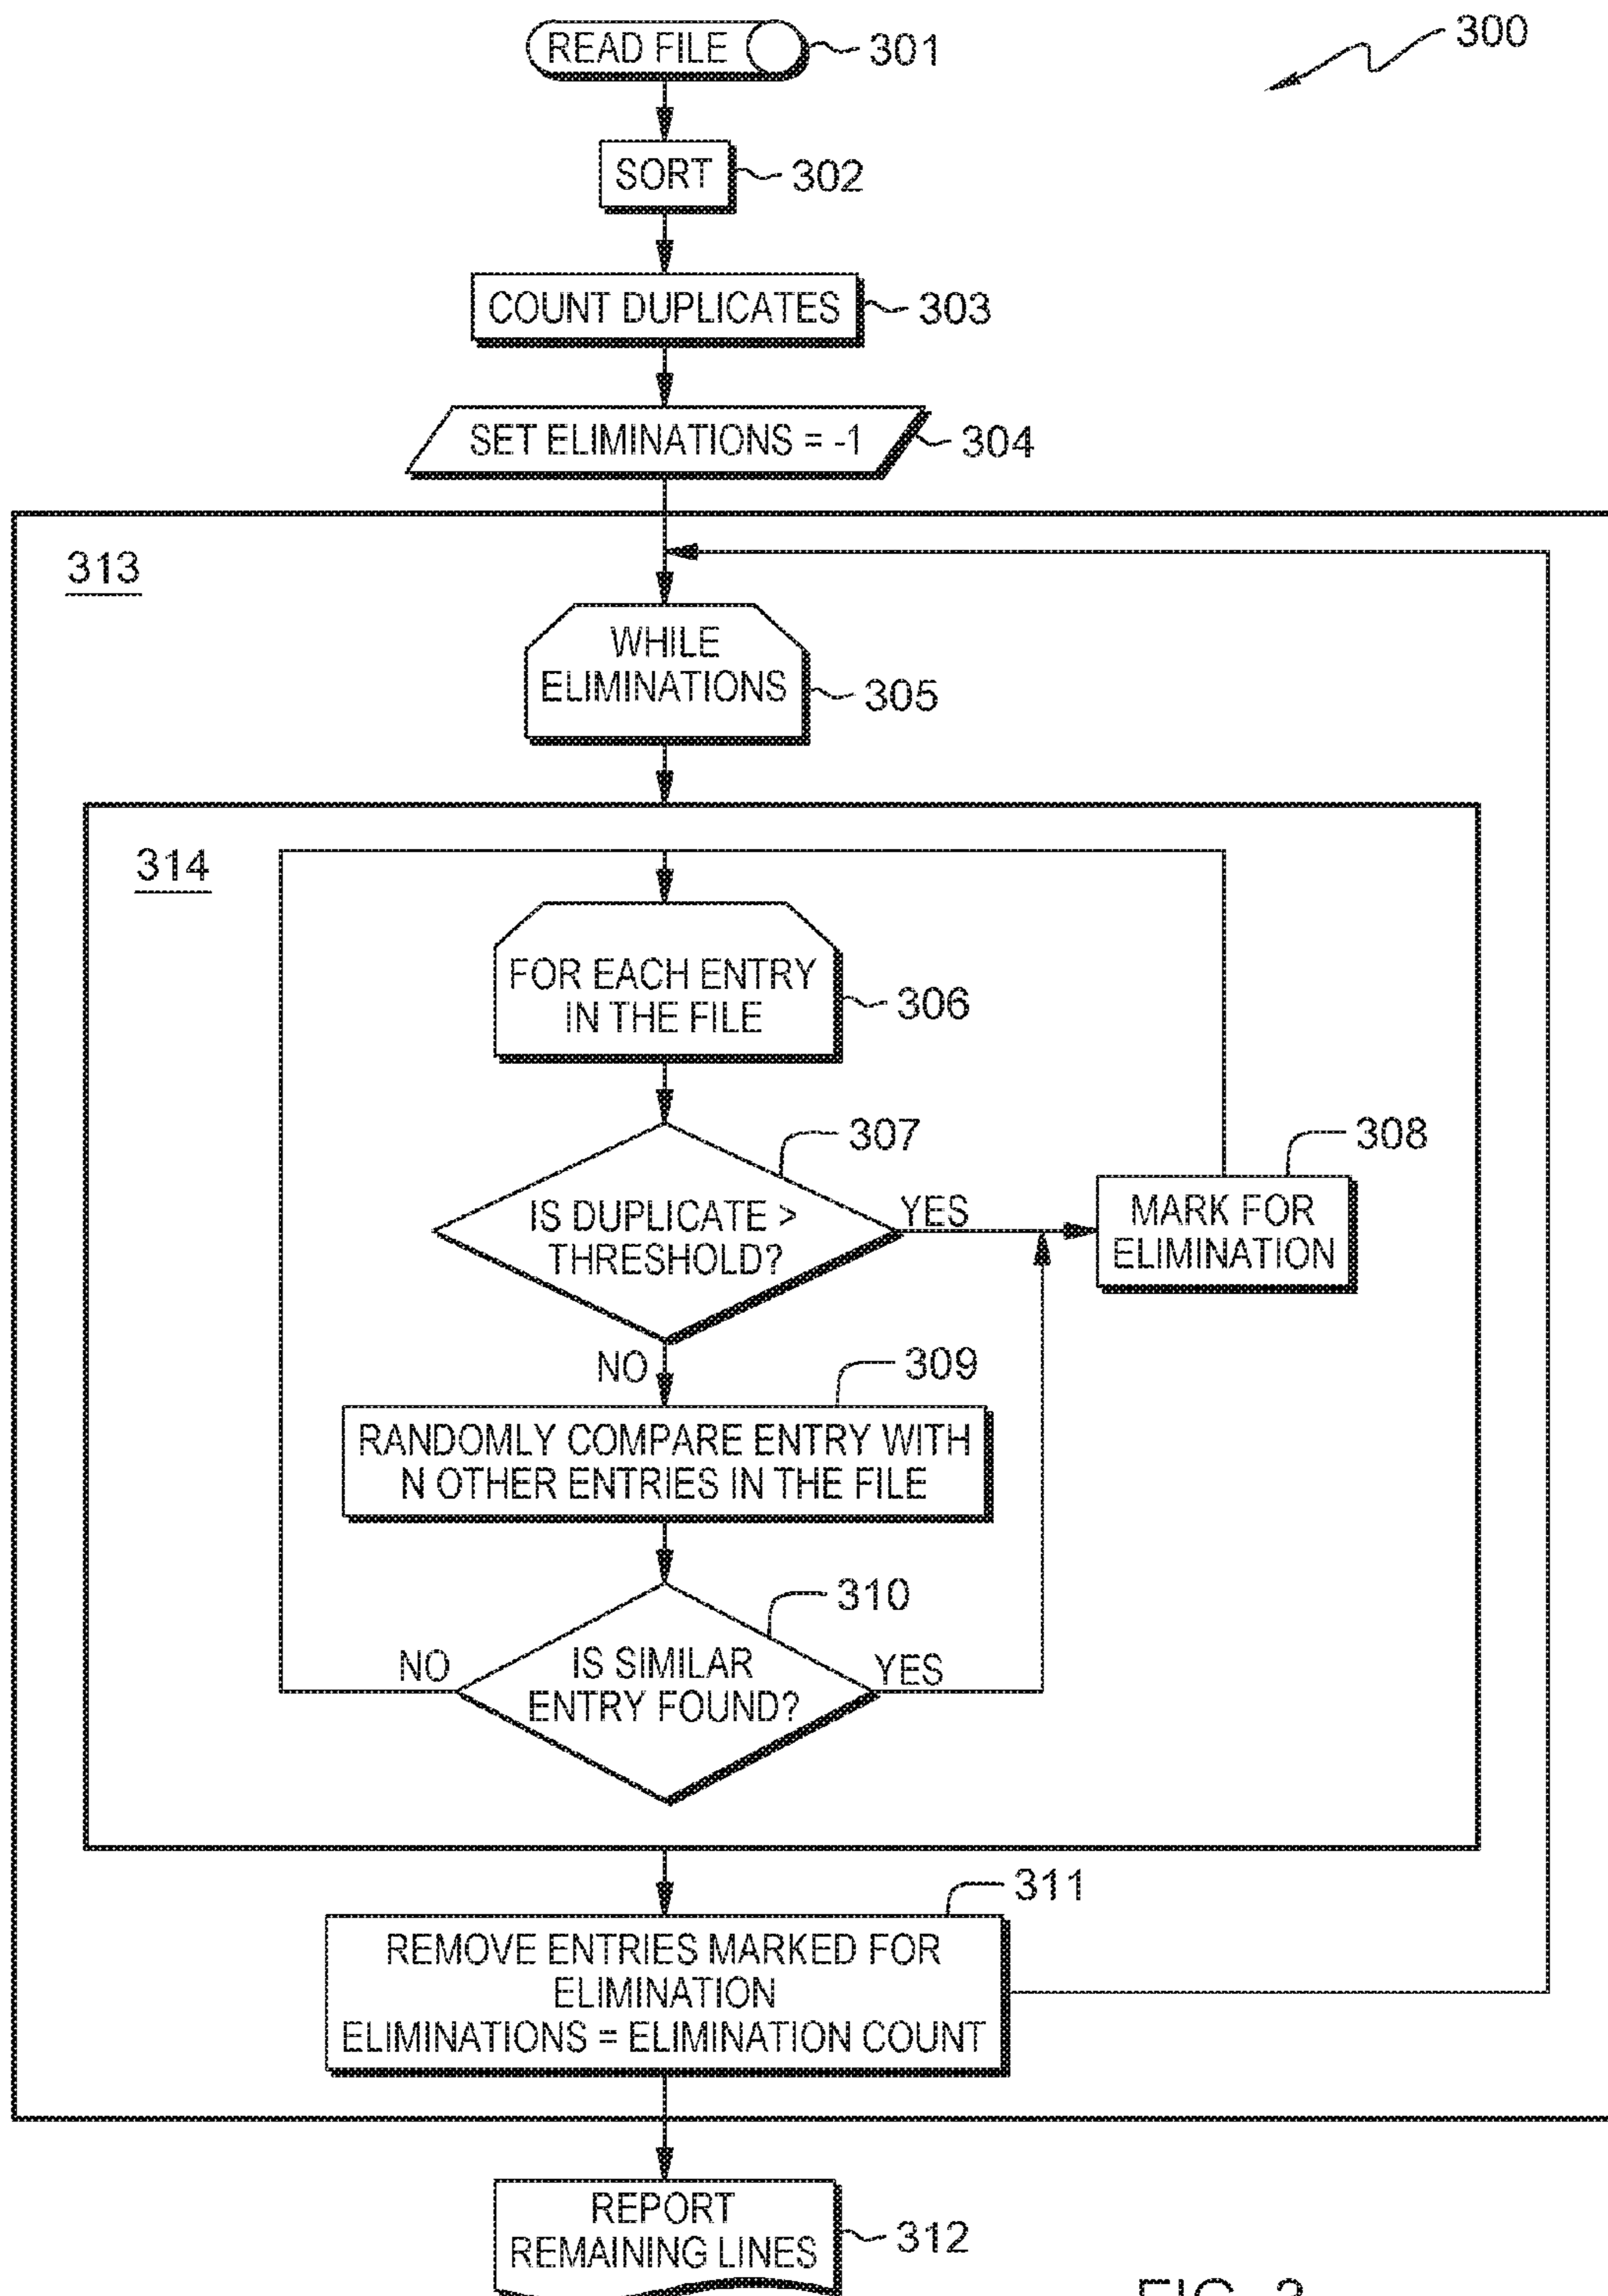 300
READ FILE
301
SORT
302
COUNT DUPLICATES
303
SET ELIMINATIONS = -1
304
313
WHILE
ELIMINATIONS
305
314
FOR EACH ENTRY
IN THE FILE
306
307
308
IS DUPLICATE >
THRESHOLD?
YES
MARK FOR
ELIMINATION
NO
309
RANDOMLY COMPARE ENTRY WITH
N OTHER ENTRIES IN THE FILE
310
NO
IS SIMILAR
ENTRY FOUND?
YES
311
REMOVE ENTRIES MARKED FOR
ELIMINATION
ELIMINATIONS = ELIMINATION COUNT
REPORT
REMAINING LINES
312